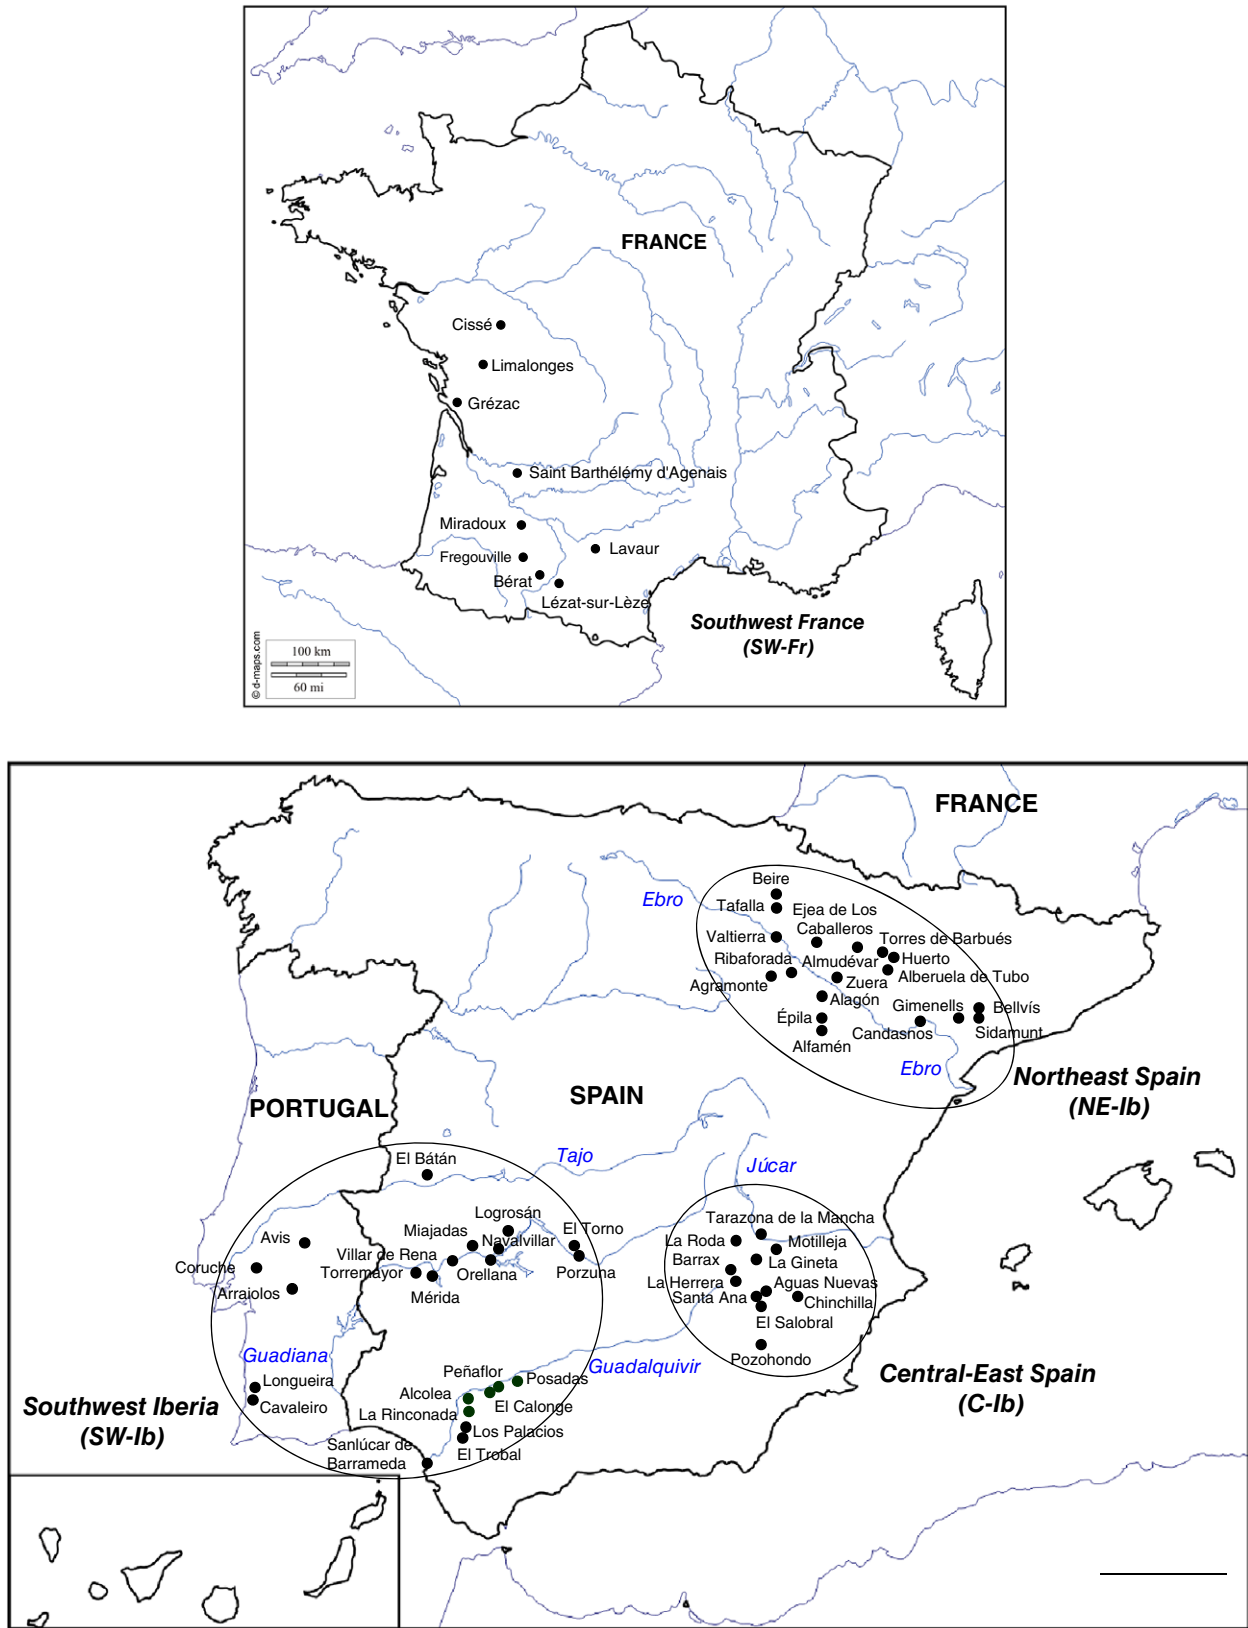 FRANCE
Cissé
Limalonges
Grézac
Saint Barthélémy d'Agenais
Miradoux
Lavaur
Fregouville
Bérat
Lézat-sur-Lèze
Southwest France
(SW-Fr)
© d-maps.com
100 km
60 mi
FRANCE
Beire
Ebro
Tafalla
Ejea de Los
Caballeros
Valtierra
Torres de Barbués
Ribaforada
Almudévar
Huerto
Agramonte
Zuera
Alberuela de Tubo
Alagón
Gimenells
Bellvís
Épila
Candasnos
Sidamunt
Alfamén
Ebro
Northeast Spain
(NE-Ib)
SPAIN
PORTUGAL
El Bátán
Tajo
Júcar
Logrosán
Tarazona de la Mancha
Miajadas
El Torno
Avis
Navalvillar
La Roda
Motilleja
Villar de Rena
Barrax
La Gineta
Coruche
Torremayor
Orellana
Porzuna
La Herrera
Aguas Nuevas
Arraiolos
Mérida
Santa Ana
Chinchilla
El Salobral
Guadiana
Pozohondo
Guadalquivir
Peñaflor
Posadas
Longueira
Alcolea
Central-East Spain
(C-Ib)
Cavaleiro
El Calonge
Southwest Iberia
(SW-Ib)
La Rinconada
Los Palacios
Sanlúcar de
Barrameda
El Trobal